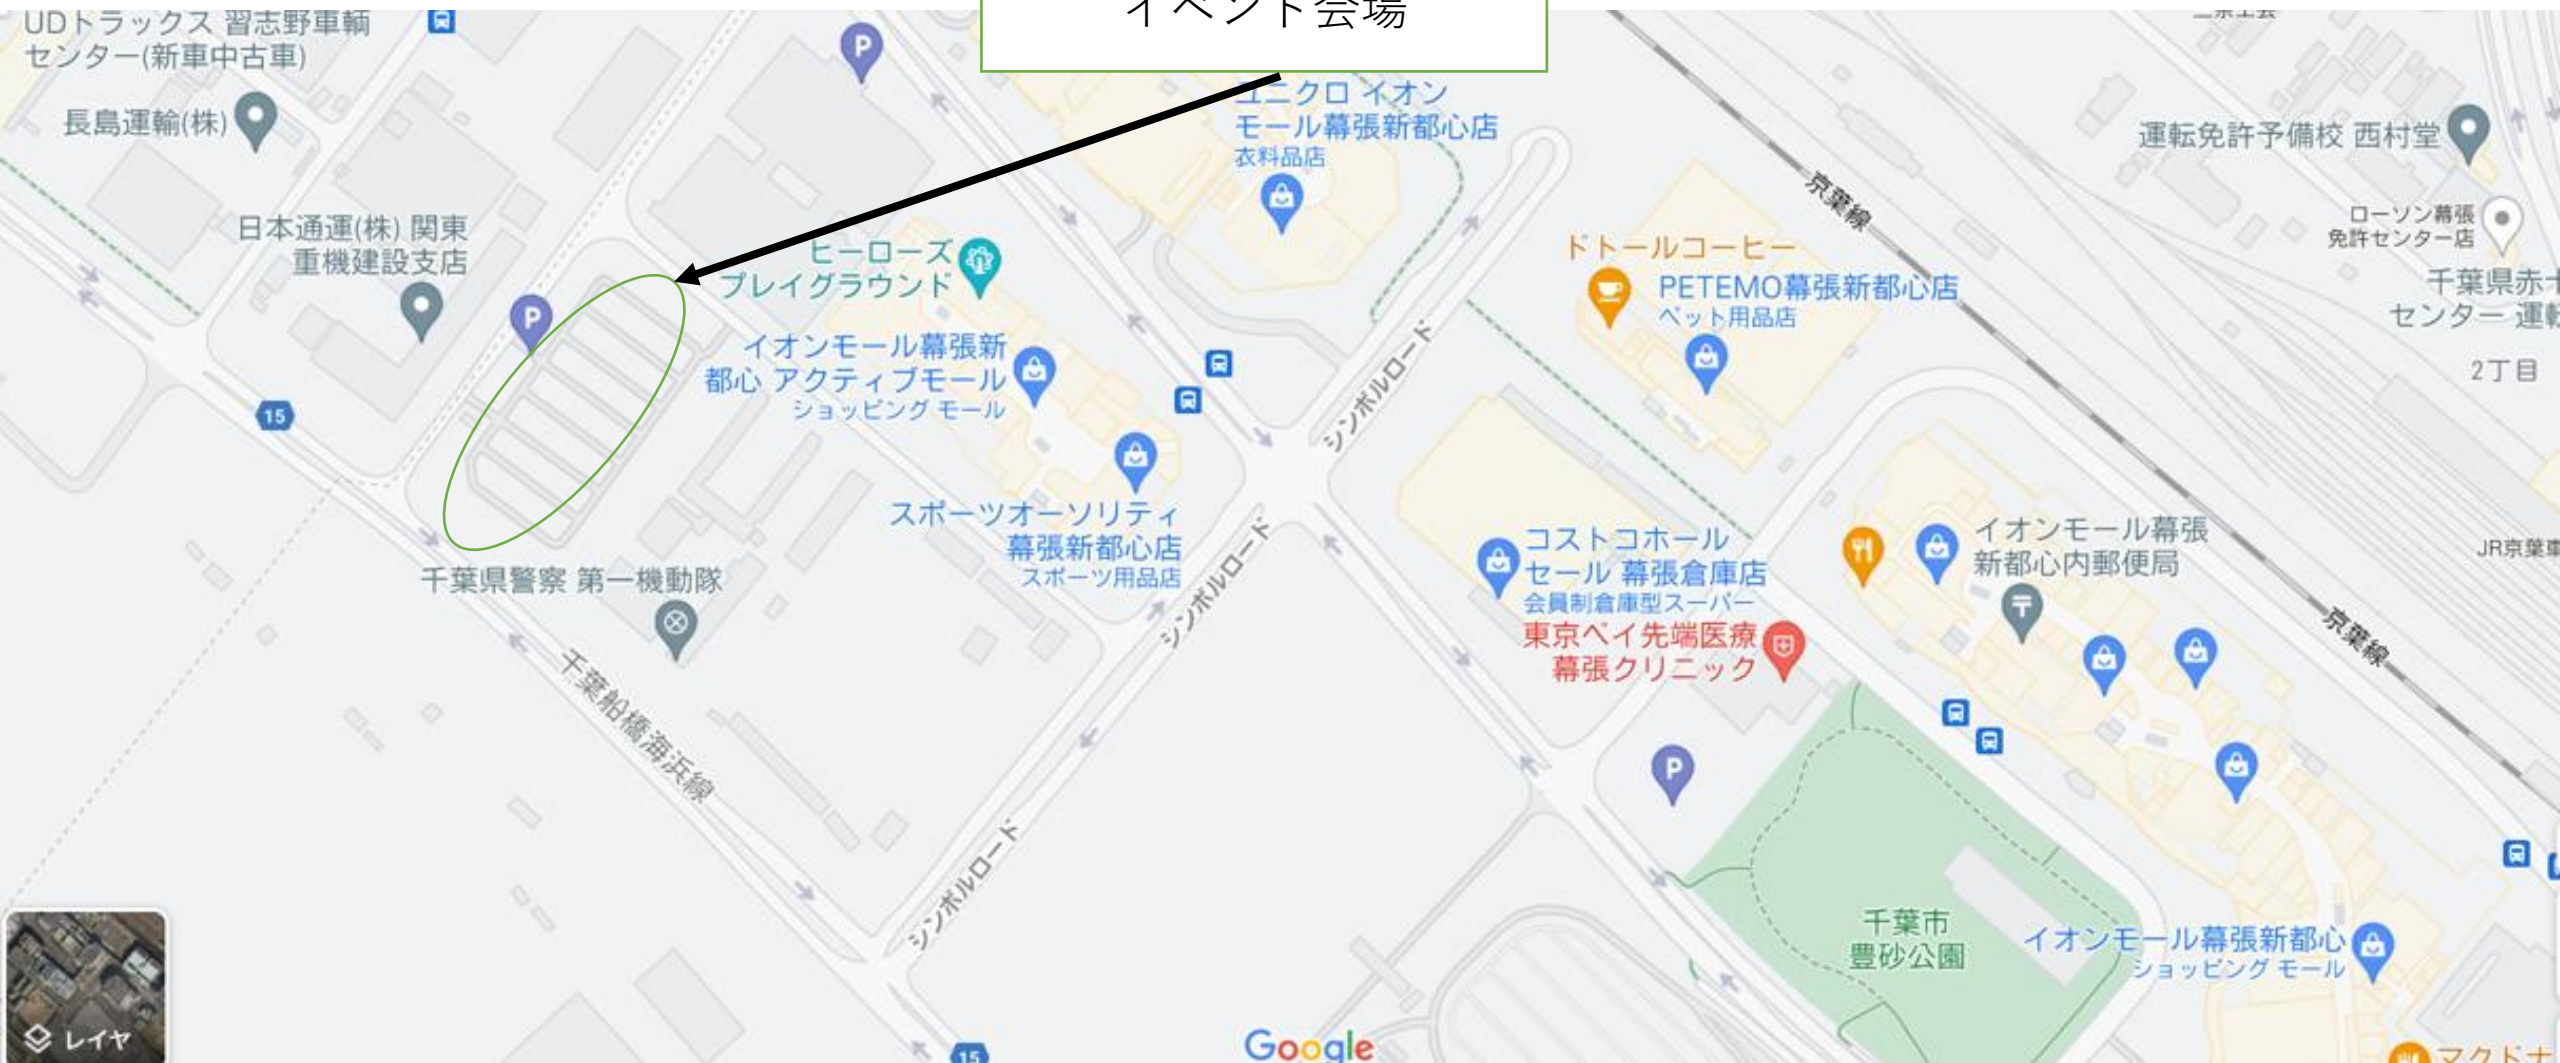 イベント会場
UDトラックス 習志野車輌
センター(新車中古車)
長島運輸(株)
P
ユニクロ イオン
モール幕張新都心店
衣料品店
運転免許予備校 西村堂
京葉線
ローソン幕張
免許センター店
日本通運(株) 関東
重機建設支店
ヒーローズ
プレイグラウンド
ドトールコーヒー
PETEMO幕張新都心店
ペット用品店
千葉県赤十
センター 運転
P
イオンモール幕張新
都心 アクティブモール
ショッピング モール
シンボルロード
2丁目
15
スポーツオーソリティ
幕張新都心店
スポーツ用品店
コストコホール
セール 幕張倉庫店
会員制倉庫型スーパー
イオンモール幕張
新都心内郵便局
JR京葉車
千葉県警察 第一機動隊
シンボルロード
東京ベイ先端医療
幕張クリニック
京葉線
千葉船橋海浜線
P
シンボルロード
千葉市
豊砂公園
イオンモール幕張新都心
ショッピング モール
レイヤ
Google
15
マクドナ